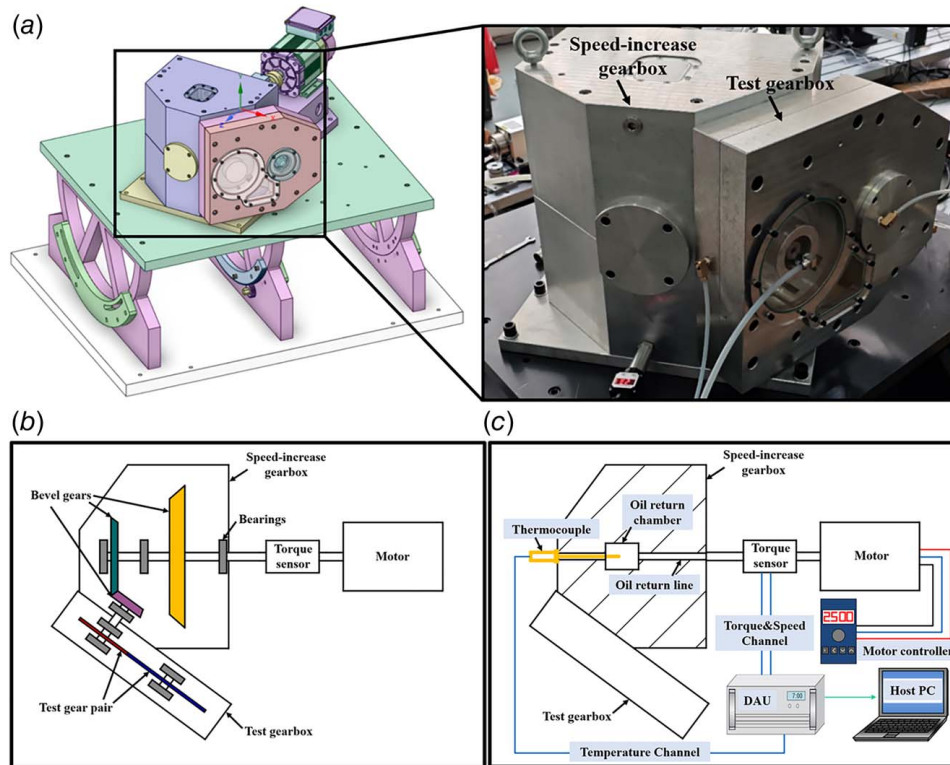 (a)
Speed-increase
gearbox
Test gearbox
(b)
Speed-increase
gearbox
Bevel gears
Bearings
Torque
sensor
Motor
Test gear pair
Test gearbox
(c)
Speed-increase
gearbox
Oil return
chamber
Thermocouple
Torque
sensor
Motor
Oil return line
2500
Torque&Speed
Channel
Motor controller
DAU
7:00
Host PC
Test gearbox
Temperature Channel